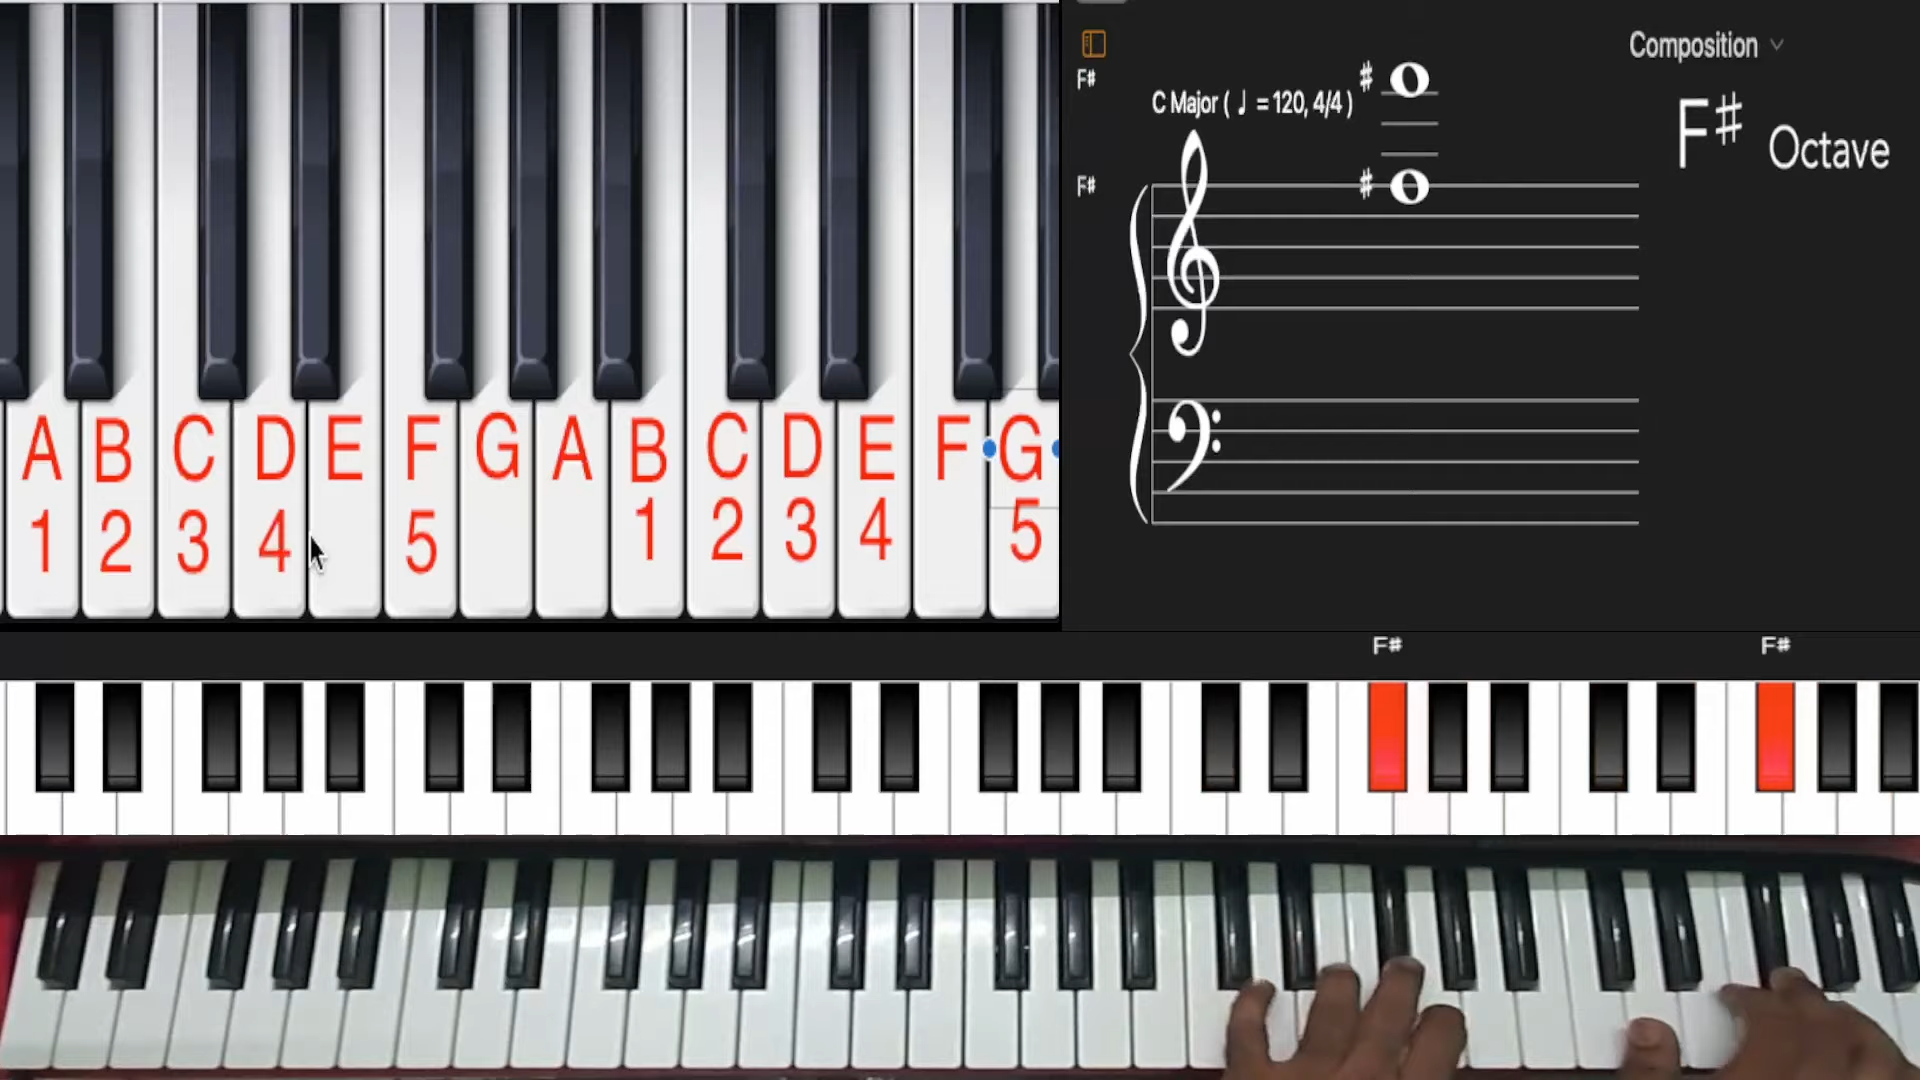 A B C D E F G A B C D E F G
1 2 3 4 5 1 2 3 4 5
Composition
F#
C Major ( ♩ = 120, 4/4 )
F♯ Octave
F#
F# F#